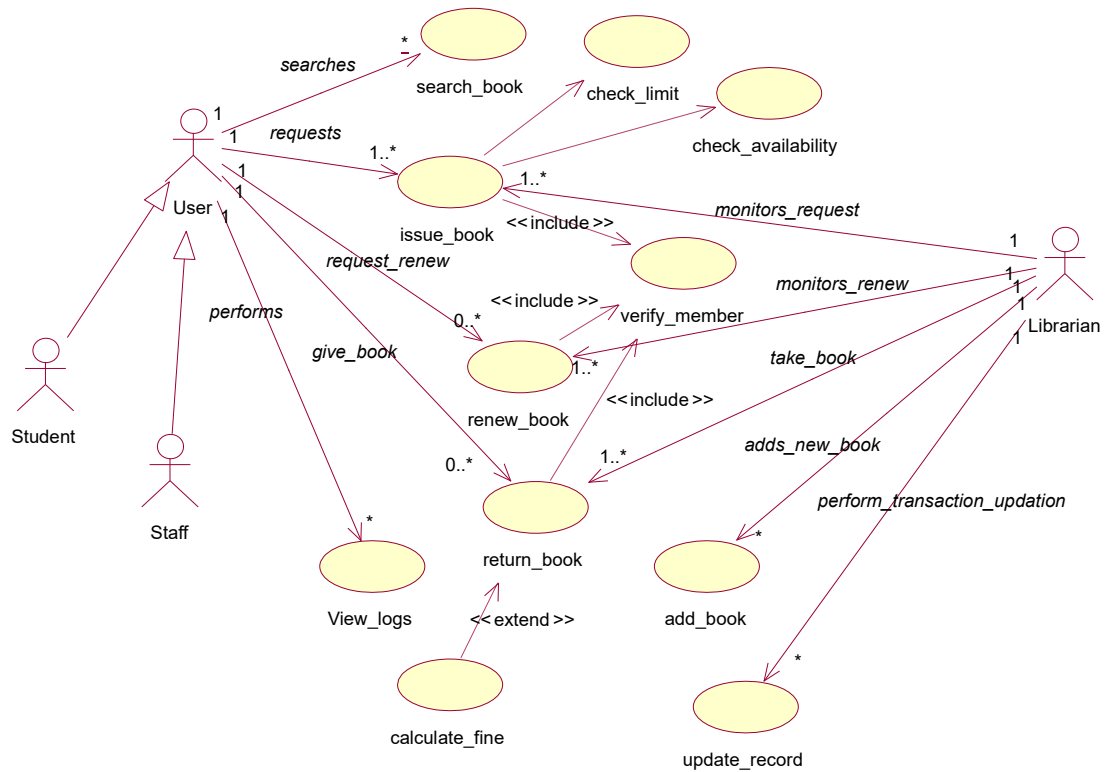 *
searches
search_book
check_limit
check_availability
1
1
requests
1..*
1..*
User
1
1
1
issue_book
<<include>>
monitors_request
1
request_renew
monitors_renew
1
1
1
1
Librarian
performs
<<include>>
verify_member
0..*
give_book
1..*
take_book
renew_book
<<include>>
Student
0..*
1..*
adds_new_book
Staff
perform_transaction_updation
*
return_book
*
View_logs
<<extend>>
add_book
*
calculate_fine
update_record